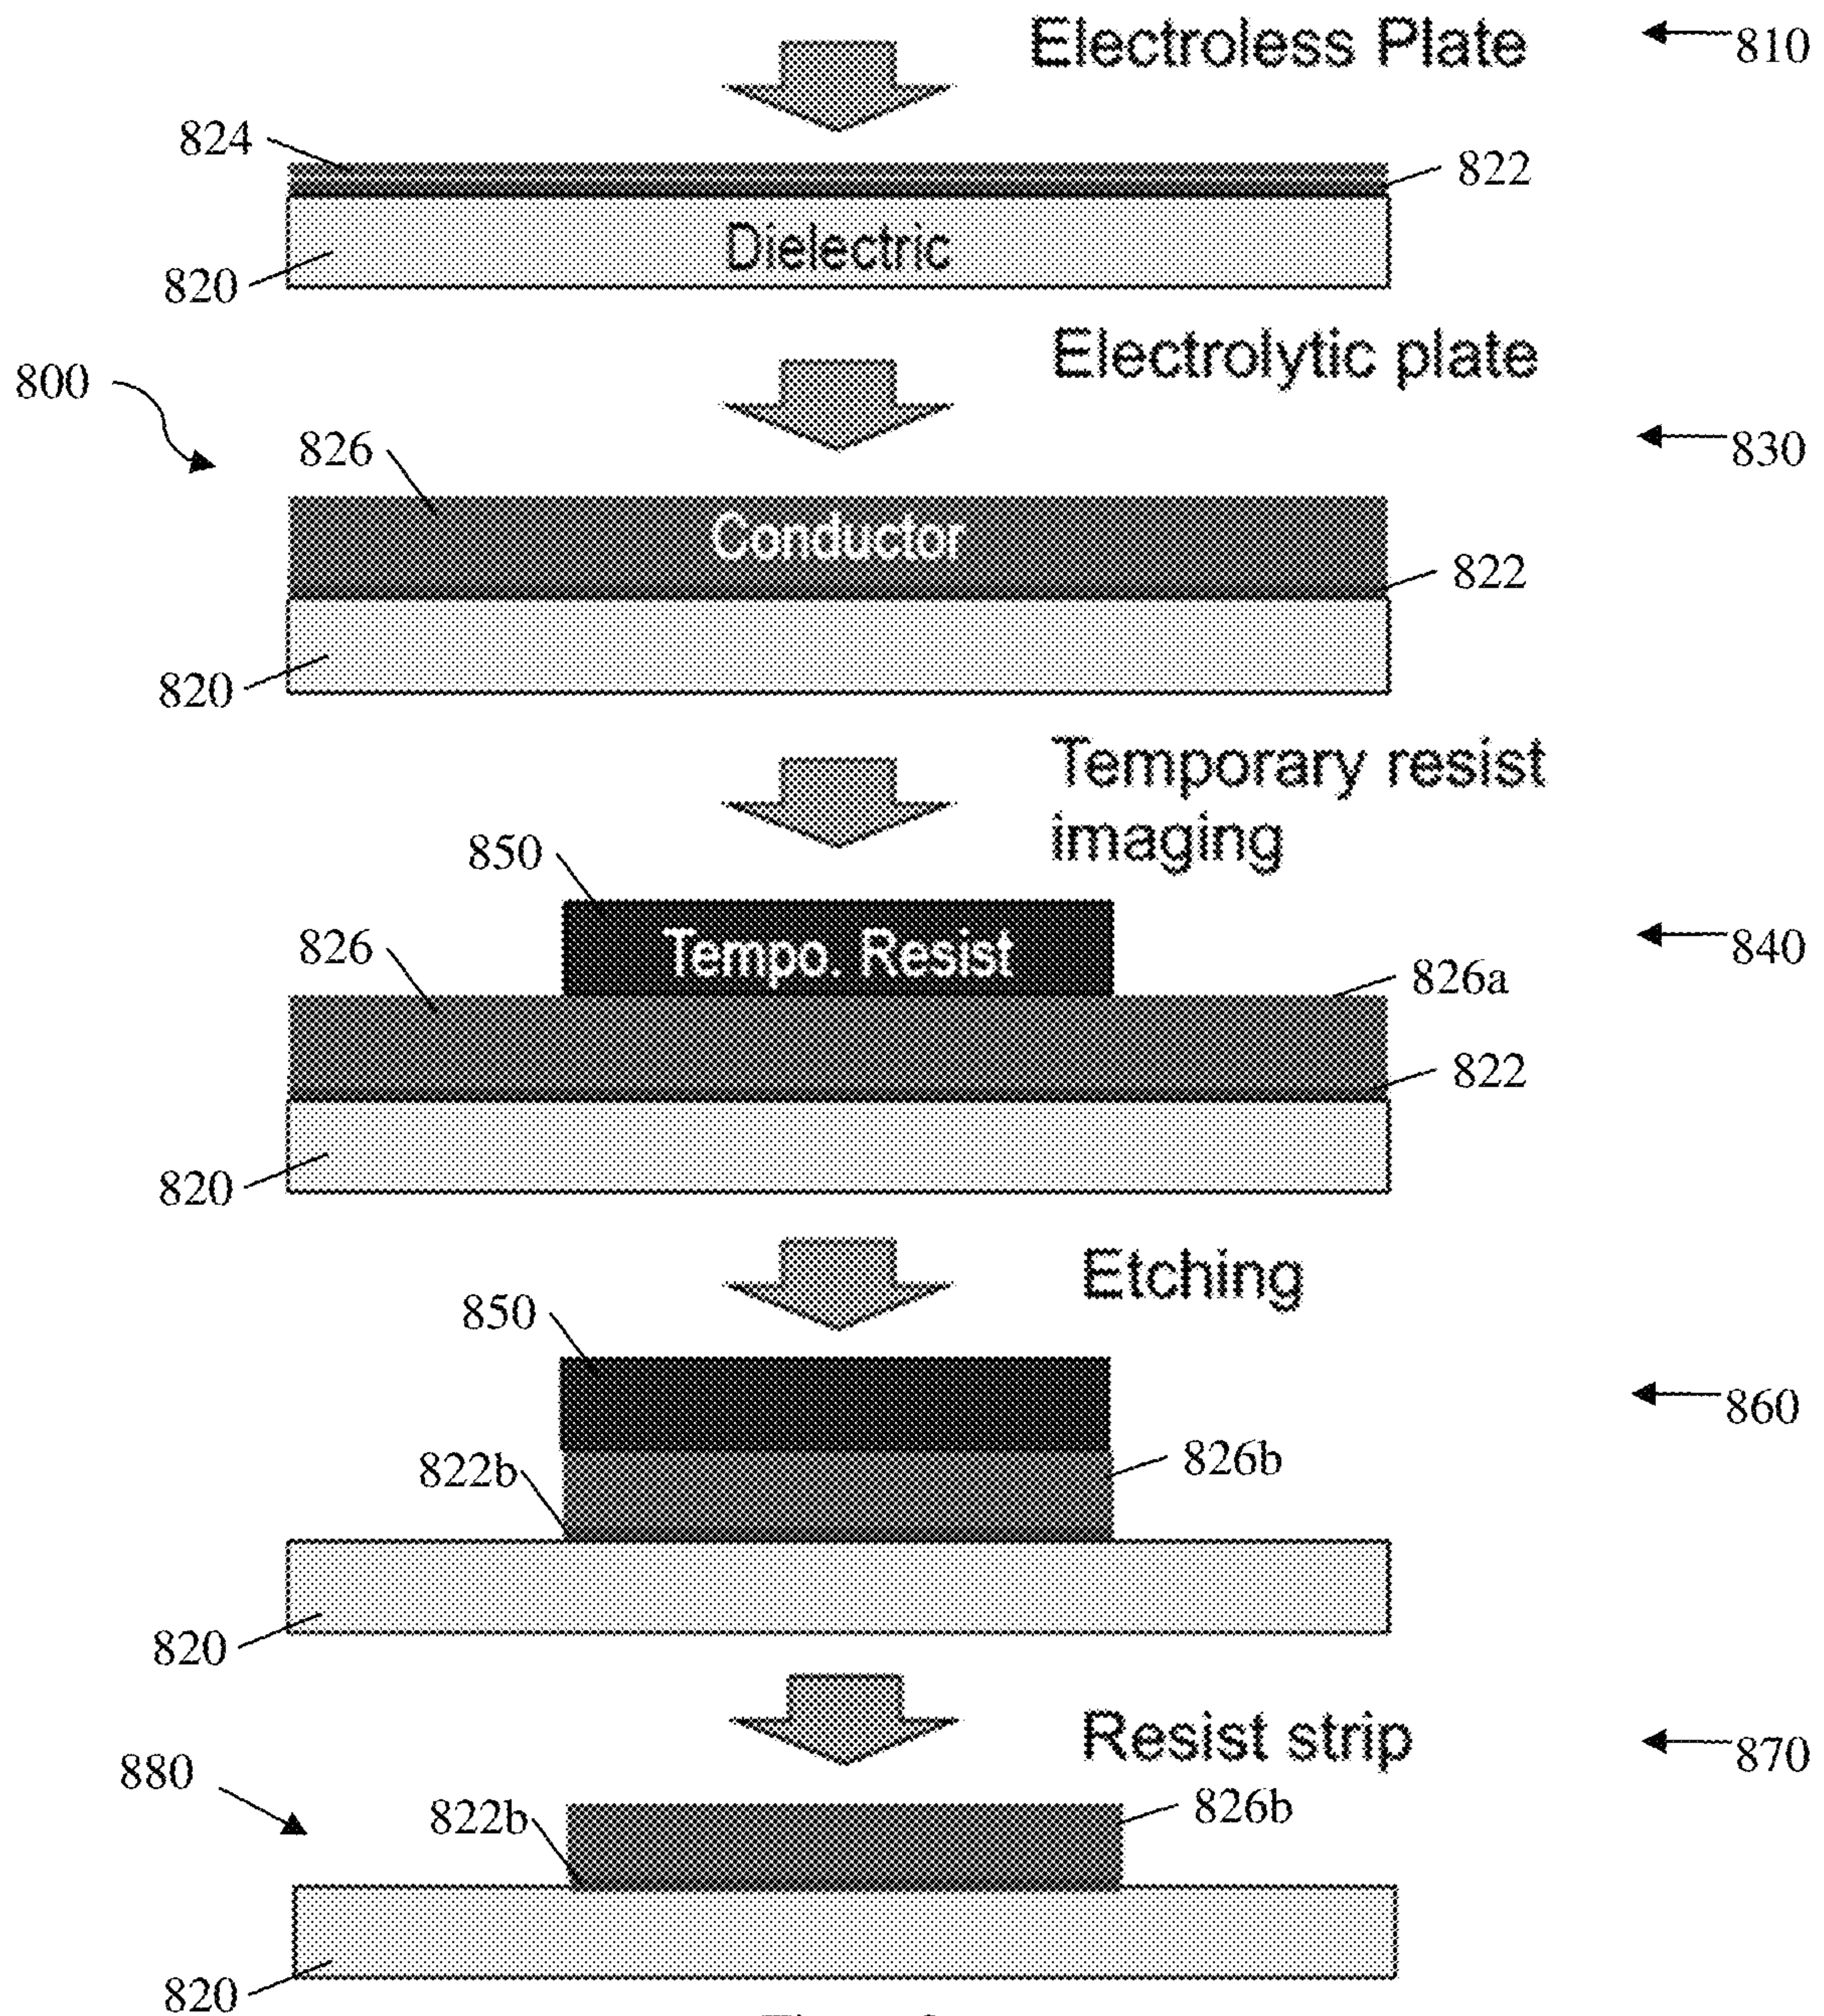 Electroless Plate
810
824
822
Dielectric
820
Electrolytic plate
800
826
830
Conductor
822
820
Temporary resist
imaging
850
840
826
Tempo. Resist
826a
822
820
Etching
850
860
822b
826b
820
Resist strip
870
880
822b
826b
820